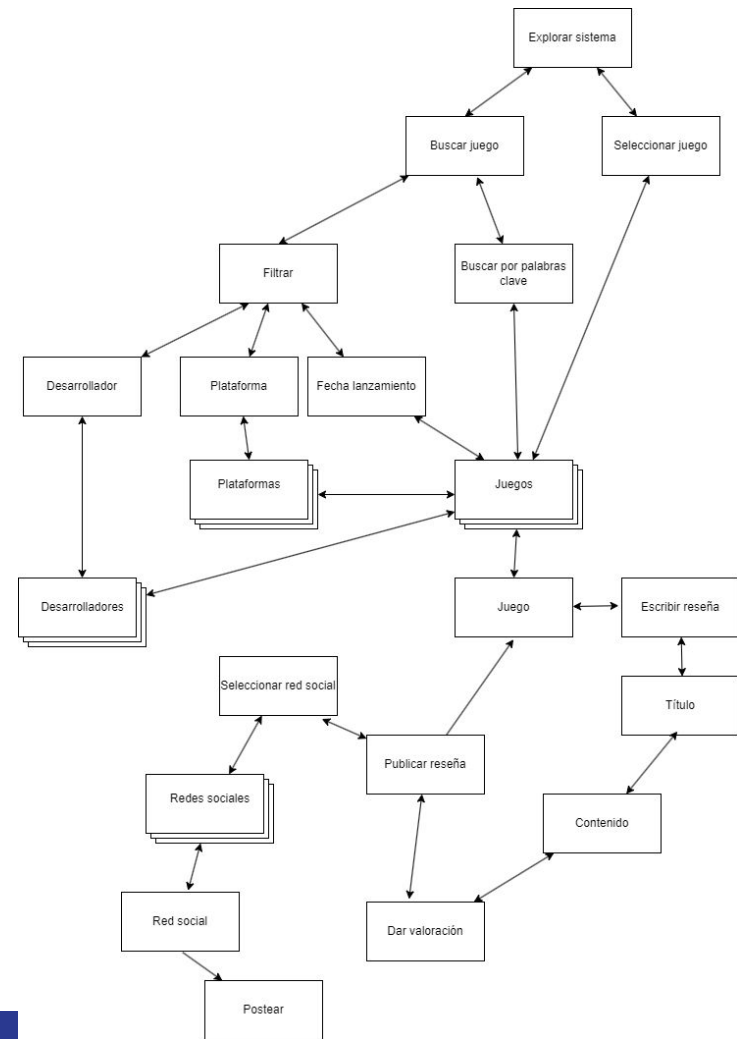 Explorar sistema
Buscar juego
Seleccionar juego
Filtrar
Buscar por palabras
clave
Desarrollador
Plataforma
Fecha lanzamiento
Plataformas
Juegos
Desarrolladores
Juego
Escribir reseña
Seleccionar red social
Título
Publicar reseña
Redes sociales
Contenido
Red social
Dar valoración
Postear